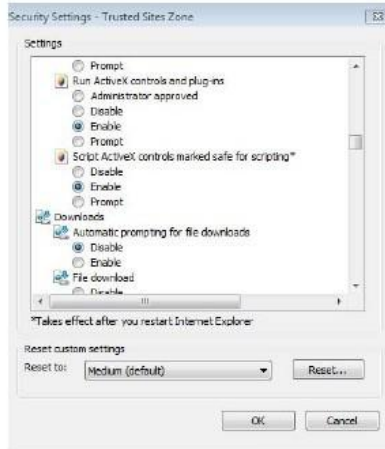 Security Settings - Trusted Sites Zone
Settings
Prompt
Run ActiveX controls and plug-ins
Administrator approved
Disable
Enable
Prompt
Script ActiveX controls marked safe for scripting*
Disable
Enable
Prompt
Downloads
Automatic prompting for file downloads
Disable
Enable
File download
Disable
*Takes effect after you restart Internet Explorer
Reset custom settings
Reset to: Medium (default) Reset...
OK Cancel